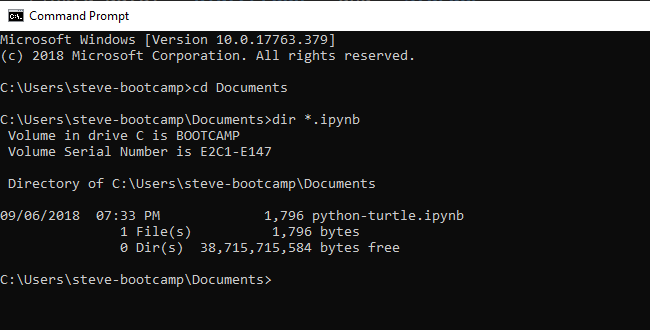 Command Prompt
Microsoft Windows [Version 10.0.17763.379]
(c) 2018 Microsoft Corporation. All rights reserved.
C:\Users\steve-bootcamp>cd Documents
C:\Users\steve-bootcamp\Documents>dir *.ipynb
 Volume in drive C is BOOTCAMP
 Volume Serial Number is E2C1-E147
 Directory of C:\Users\steve-bootcamp\Documents
09/06/2018  07:33 PM             1,796 python-turtle.ipynb
               1 File(s)          1,796 bytes
               0 Dir(s)  38,715,715,584 bytes free
C:\Users\steve-bootcamp\Documents>